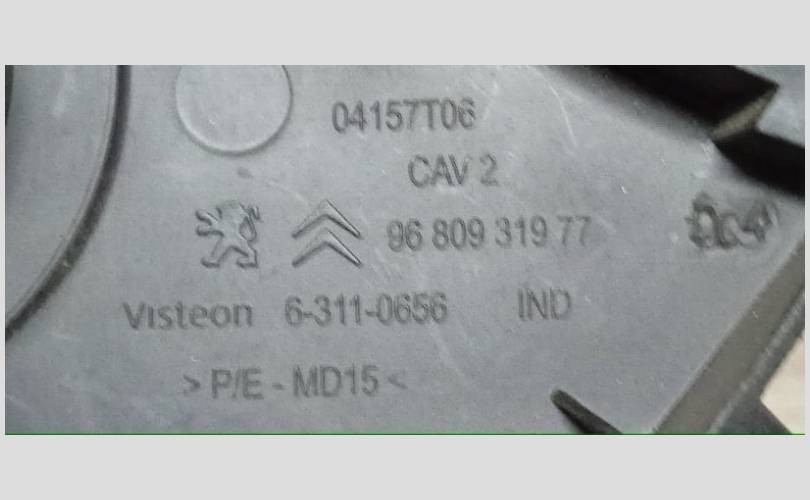 04157T06
CAV 2
96 809 319 77
Visteon 6-311-0656 IND
>P/E - MD15<